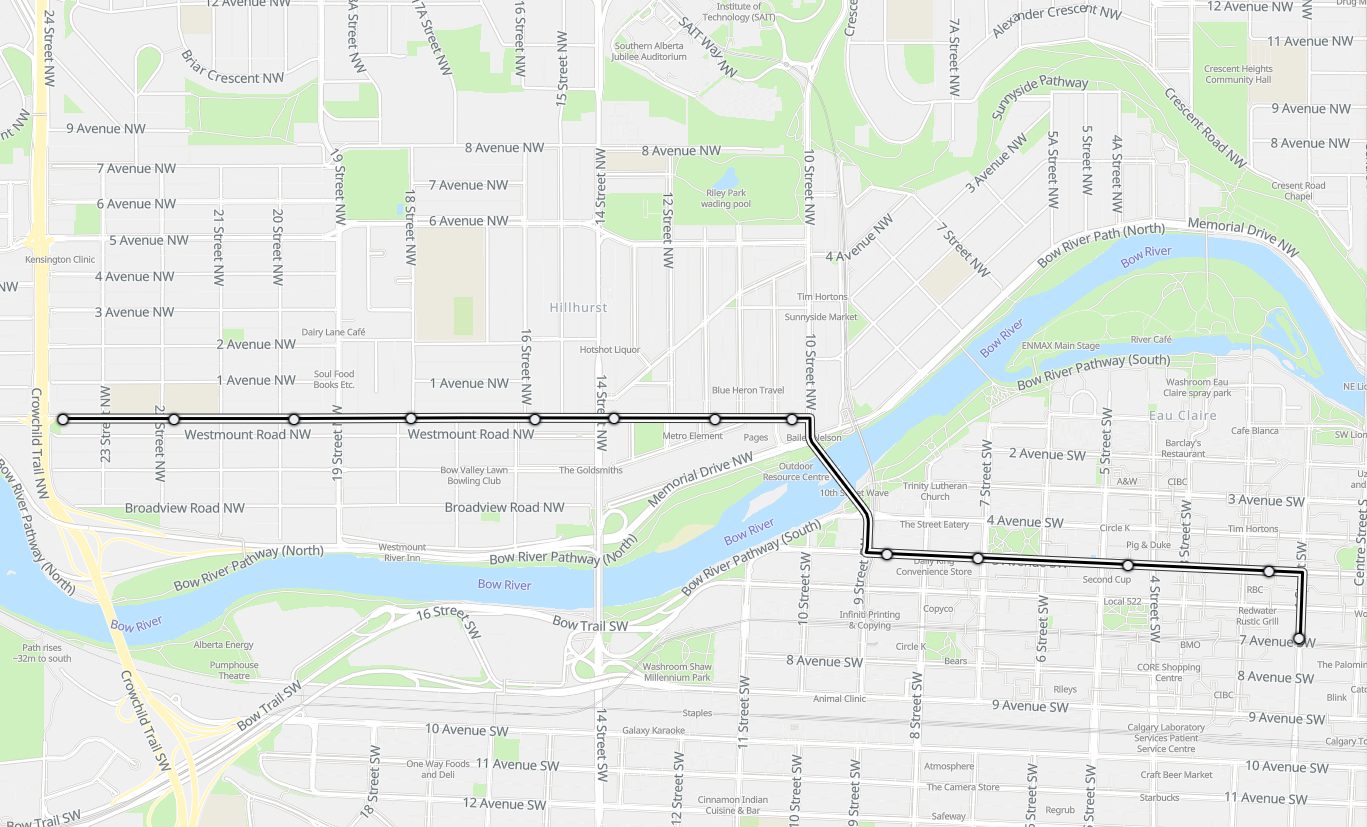 24 Street NW
12 Avenue NW
17A Street NW
16 Street NW
15 Street NW
Institute of
Technology (SAIT)
SAIT Way NW
Southern Alberta
Jubilee Auditorium
7A Street NW
Alexander Crescent NW
12 Avenue NW
11 Avenue NW
Briar Crescent NW
Crescent Heights
Community Hall
Sunnyside Pathway
Crescent Road NW
9 Avenue NW
9 Avenue NW
8 Avenue NW
8 Avenue NW
8 Avenue NW
19 Street NW
14 Street NW
10 Street NW
5A Street NW
5 Street NW
4A Street NW
3 Avenue NW
7 Avenue NW
7 Avenue NW
18 Street NW
12 Street NW
Riley Park
wading pool
Cresent Road
Chapel
6 Avenue NW
6 Avenue NW
21 Street NW
20 Street NW
5 Avenue NW
4 Avenue NW
7 Street NW
Bow River Path (North)
Memorial Drive NW
Bow River
Kensington Clinic
4 Avenue NW
Tim Hortons
Sunnyside Market
Hillhurst
3 Avenue NW
Dairy Lane Café
2 Avenue NW
16 Street NW
Hotshot Liquor
10 Street NW
Bow River
ENMAX Main Stage
River Café
Bow River Pathway (South)
Soul Food
Books Etc.
1 Avenue NW
1 Avenue NW
Blue Heron Travel
Washroom Eau
Claire spray park
Eau Claire
Crowchild Trail NW
Westmount Road NW
Westmount Road NW
Metro Element
Pages
Cafe Blanca
Barclay's
Restaurant
2 Avenue SW
5 Street SW
7 Street SW
Bow Valley Lawn
Bowling Club
The Goldsmiths
Memorial Drive NW
Outdoor
Resource Centre
10th Street Wave
Trinity Lutheran
Church
A&W
CIBC
3 Avenue SW
Broadview Road NW
Broadview Road NW
The Street Eatery
4 Avenue SW
Circle K
Tim Hortons
Bow River Pathway (North)
Bow River Pathway (North)
Westmount
River Inn
Bow River Pathway (North)
Bow River
Bow River Pathway (South)
Pig & Duke
Convenience Store
Second Cup
Bow River
RBC
16 Street SW
Bow Trail SW
10 Street SW
Copyco
Infiniti Printing
& Copying
Local 522
Redwater
Rustic Grill
4 Street SW
6 Street SW
Bow River
Alberta Energy
Pumphouse
Theatre
Path rises
~32m to south
Circle K
Bears
BMO
7 Avenue SW
8 Avenue SW
Washroom Shaw
Millennium Park
CORE Shopping
Centre
8 Avenue SW
Crowchild Trail SW
Bow Trail SW
Animal Clinic
Rileys
CIBC
Blink
Staples
11 Street SW
8 Street SW
9 Avenue SW
9 Avenue SW
14 Street SW
10 Avenue SW
Galaxy Karaoke
Calgary Laboratory
Services Patient
Service Centre
18 Street SW
One Way Foods
and Deli
11 Avenue SW
12 Street SW
10 Street SW
9 Street SW
Atmosphere
The Camera Store
10 Avenue SW
Craft Beer Market
12 Avenue SW
Cinnamon Indian
Cuisine & Bar
Safeway
Regrub
Starbucks
11 Avenue SW
Bow Trail SW